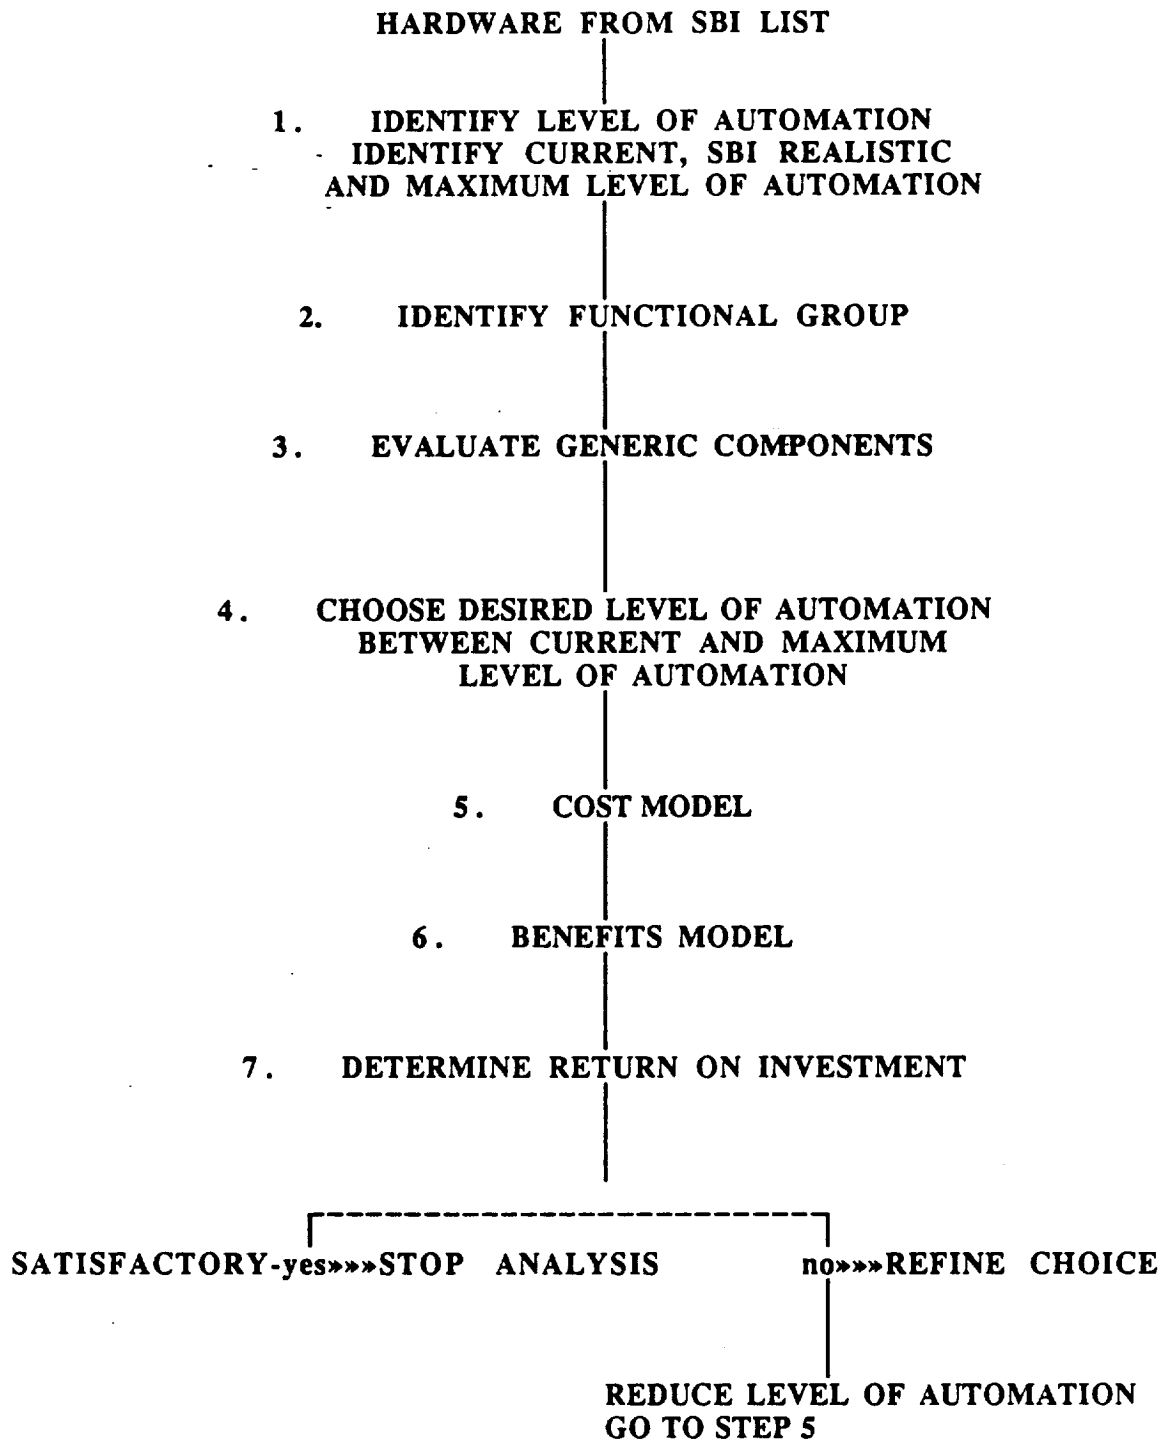 HARDWARE FROM SBI LIST
1. IDENTIFY LEVEL OF AUTOMATION
IDENTIFY CURRENT, SBI REALISTIC
AND MAXIMUM LEVEL OF AUTOMATION
2. IDENTIFY FUNCTIONAL GROUP
3. EVALUATE GENERIC COMPONENTS
4. CHOOSE DESIRED LEVEL OF AUTOMATION
BETWEEN CURRENT AND MAXIMUM
LEVEL OF AUTOMATION
5. COST MODEL
6. BENEFITS MODEL
7. DETERMINE RETURN ON INVESTMENT
SATISFACTORY-yes»»»STOP ANALYSIS no»»»REFINE CHOICE
REDUCE LEVEL OF AUTOMATION
GO TO STEP 5